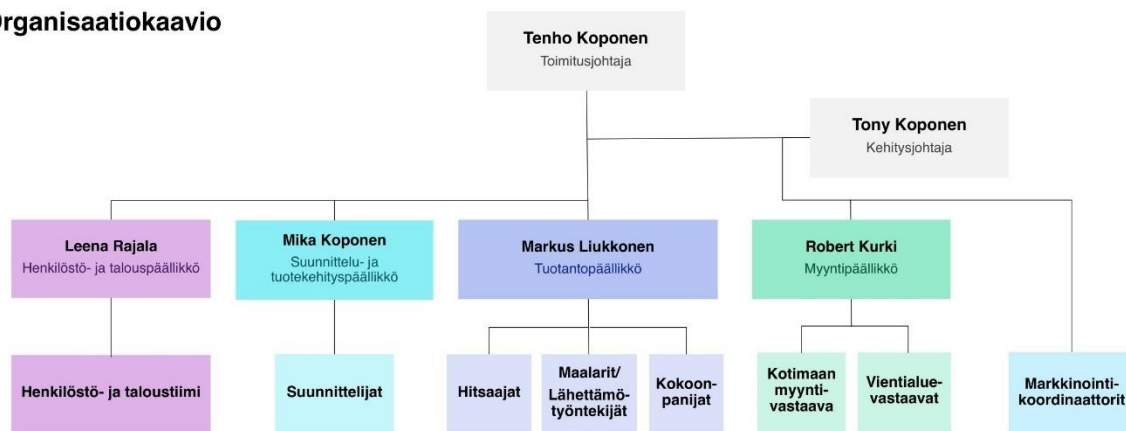 Organisaatiokaavio
Tenho Koponen
Toimitusjohtaja
Tony Koponen
Kehitysjohtaja
Leena Rajala
Henkilöstö- ja talouspäällikkö
Mika Koponen
Suunnittelu- ja
tuotekehityspäällikkö
Markus Liukkonen
Tuotantopäällikkö
Robert Kurki
Myyntipäällikkö
Henkilöstö- ja taloustiimi
Suunnittelijat
Hitsaajat
Maalarit/
Lähettämö-
työntekijät
Kokoon-
panijat
Kotimaan
myynti-
vastaava
Vientialue-
vastaavat
Markkinointi-
koordinaattorit